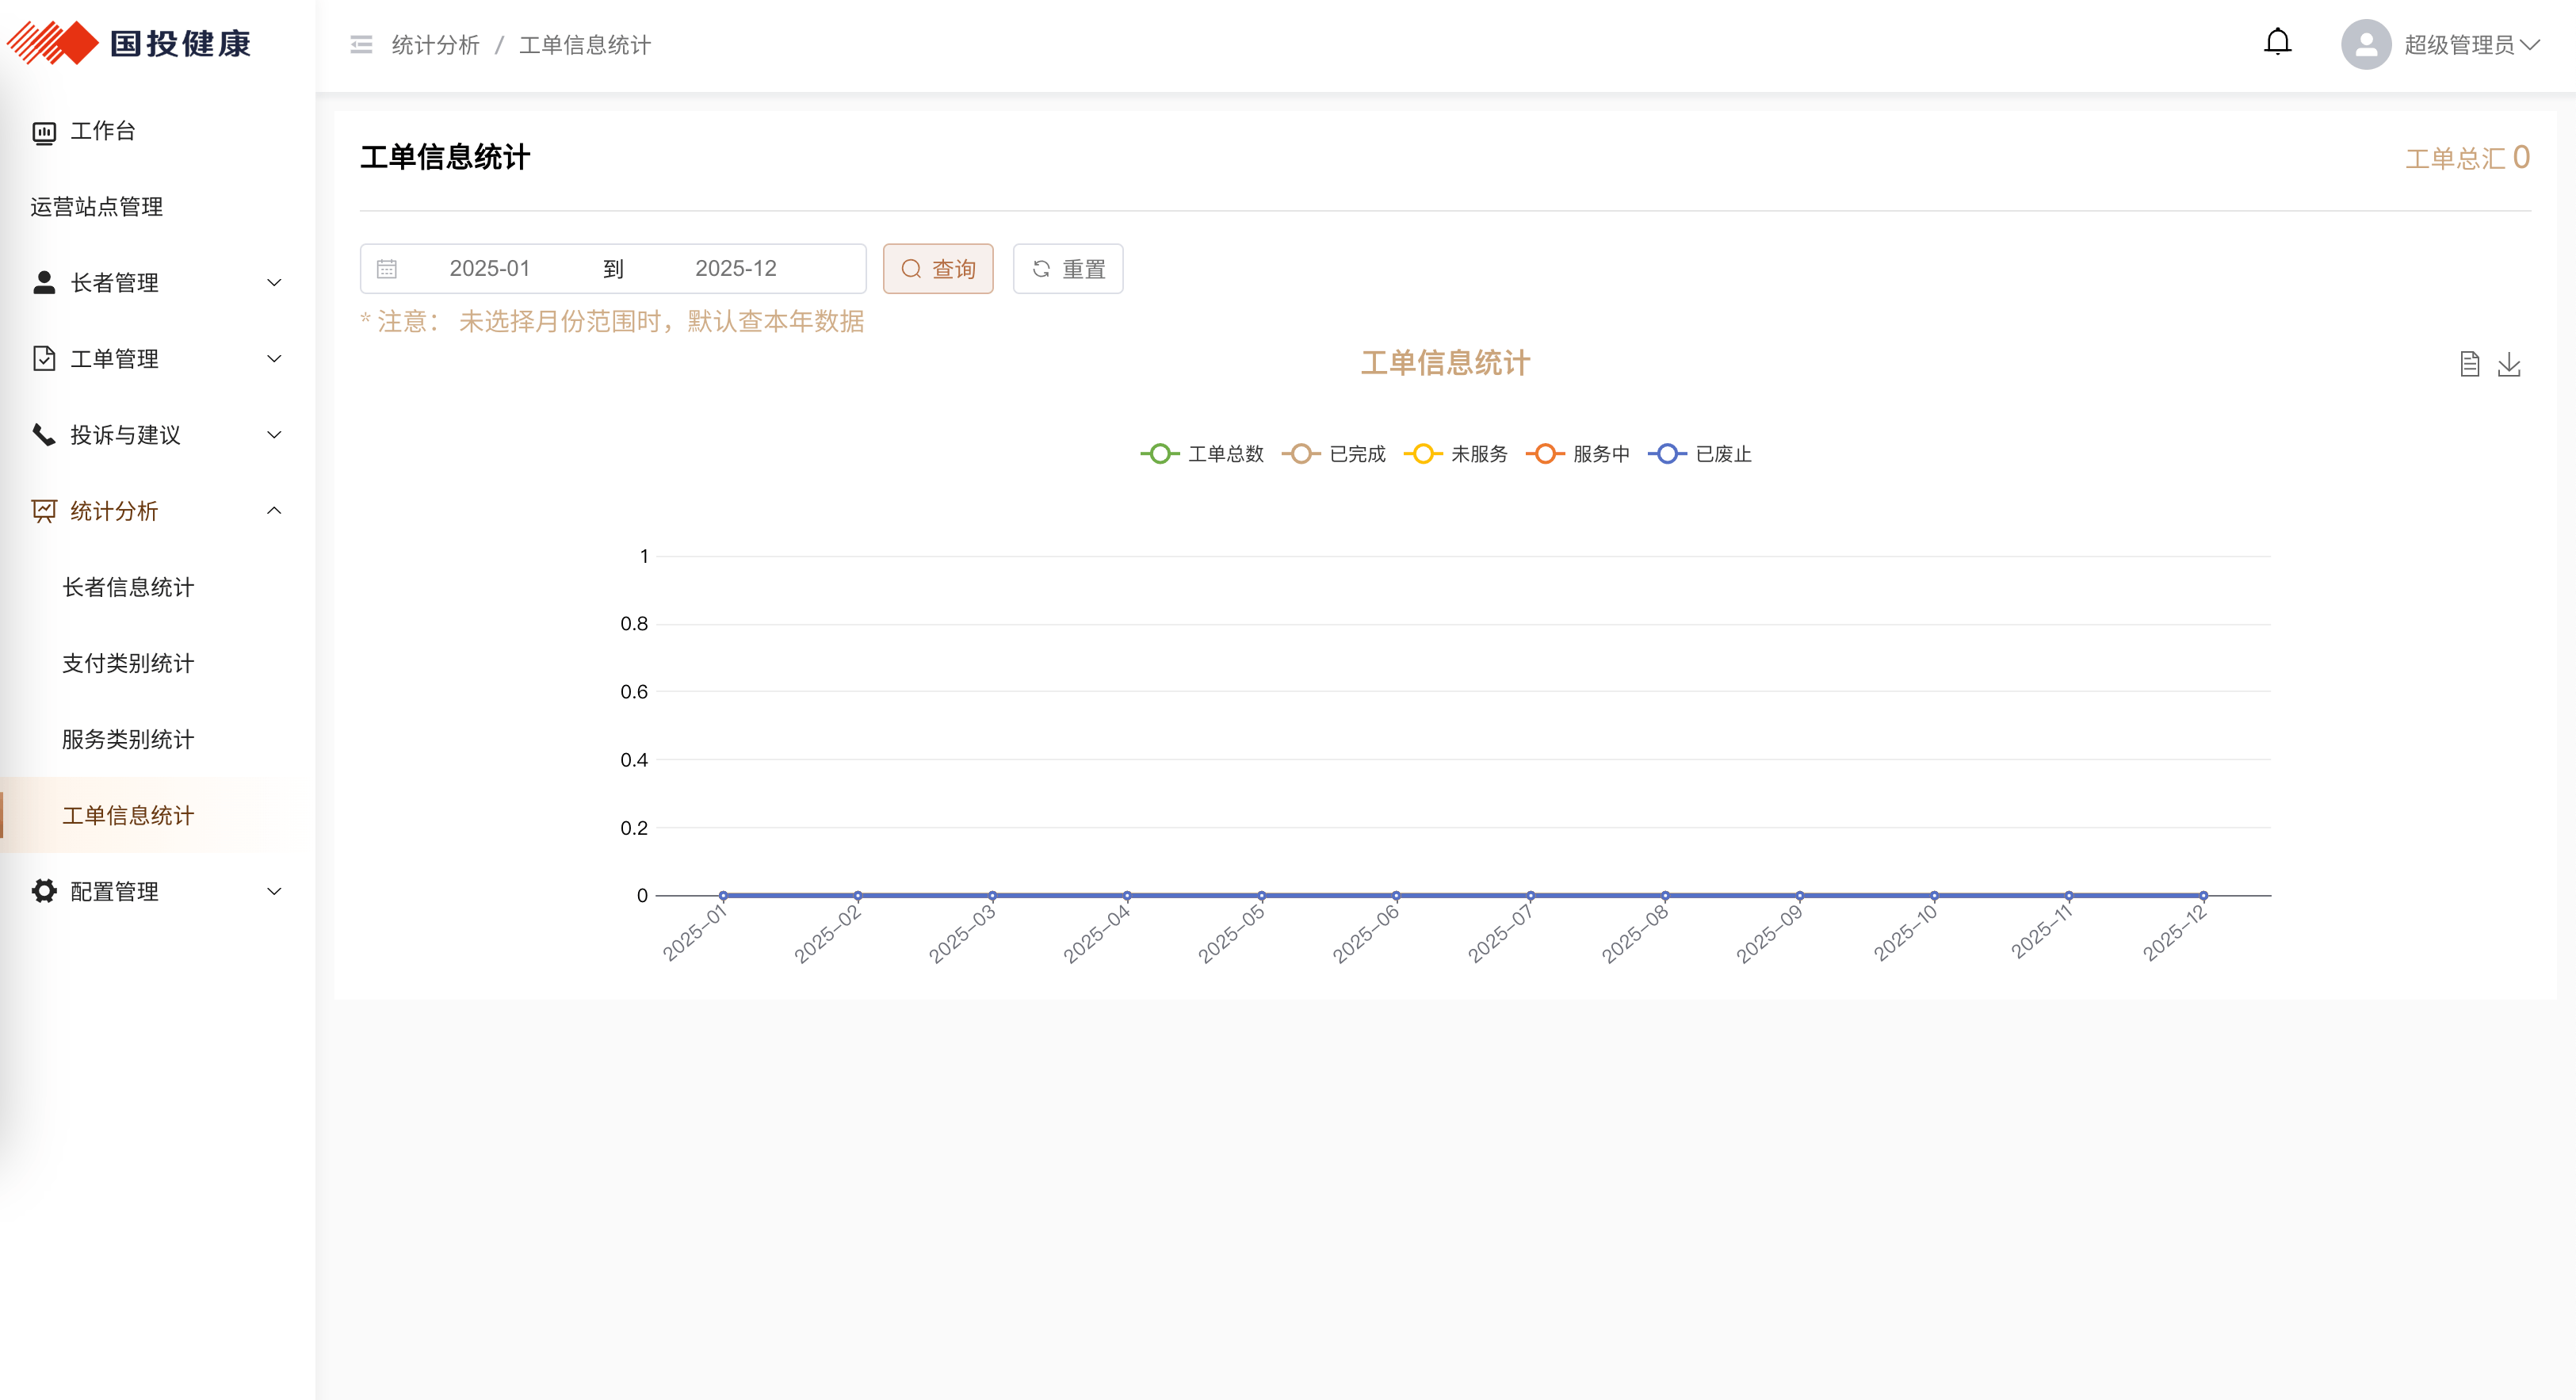 国投健康
统计分析 / 工单信息统计
超级管理员
工作台
运营站点管理
长者管理
工单管理
投诉与建议
统计分析
长者信息统计
支付类别统计
服务类别统计
工单信息统计
配置管理
工单信息统计
工单总汇 0
2025-01 到 2025-12
查询
重置
* 注意： 未选择月份范围时，默认查本年数据
工单信息统计
工单总数 已完成 未服务 服务中 已废止
1
0.8
0.6
0.4
0.2
0
2025-01 2025-02 2025-03 2025-04 2025-05 2025-06 2025-07 2025-08 2025-09 2025-10 2025-11 2025-12